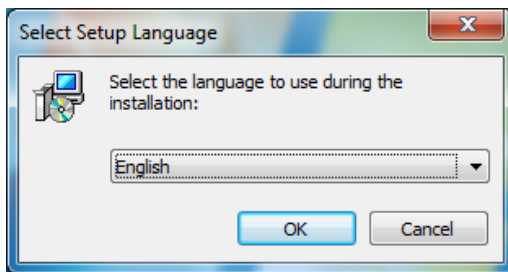 Select Setup Language
Select the language to use during the
installation:
English
OK
Cancel